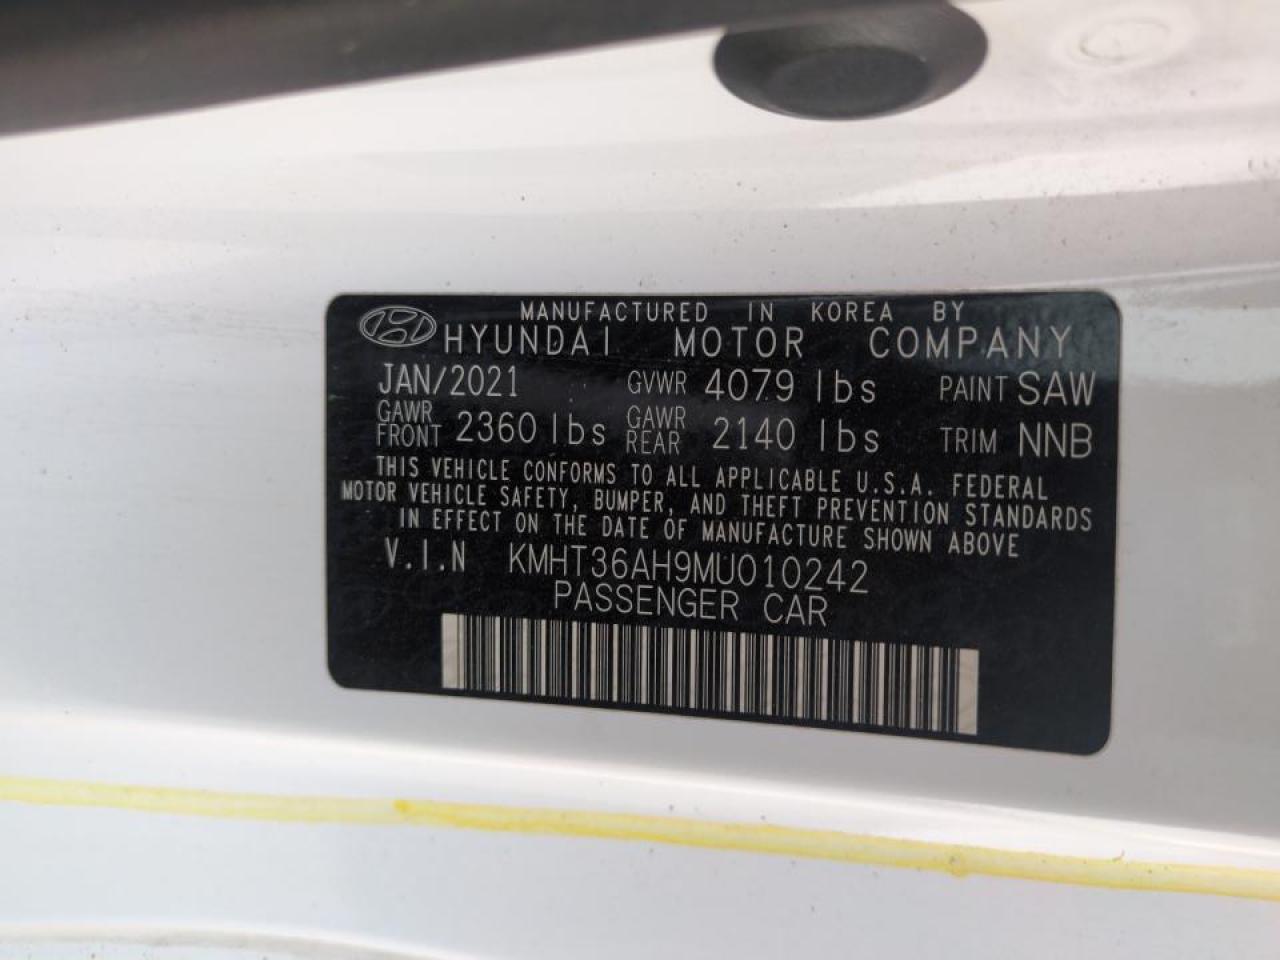 MANUFACTURED IN KOREA BY
HYUNDAI MOTOR COMPANY
JAN/2021 GVWR 4079 lbs PAINT SAW
GAWR FRONT 2360 lbs GAWR REAR 2140 lbs TRIM NNB
THIS VEHICLE CONFORMS TO ALL APPLICABLE U.S.A. FEDERAL
MOTOR VEHICLE SAFETY, BUMPER, AND THEFT PREVENTION STANDARDS
IN EFFECT ON THE DATE OF MANUFACTURE SHOWN ABOVE
V.I.N KMHT36AH9MU010242
PASSENGER CAR